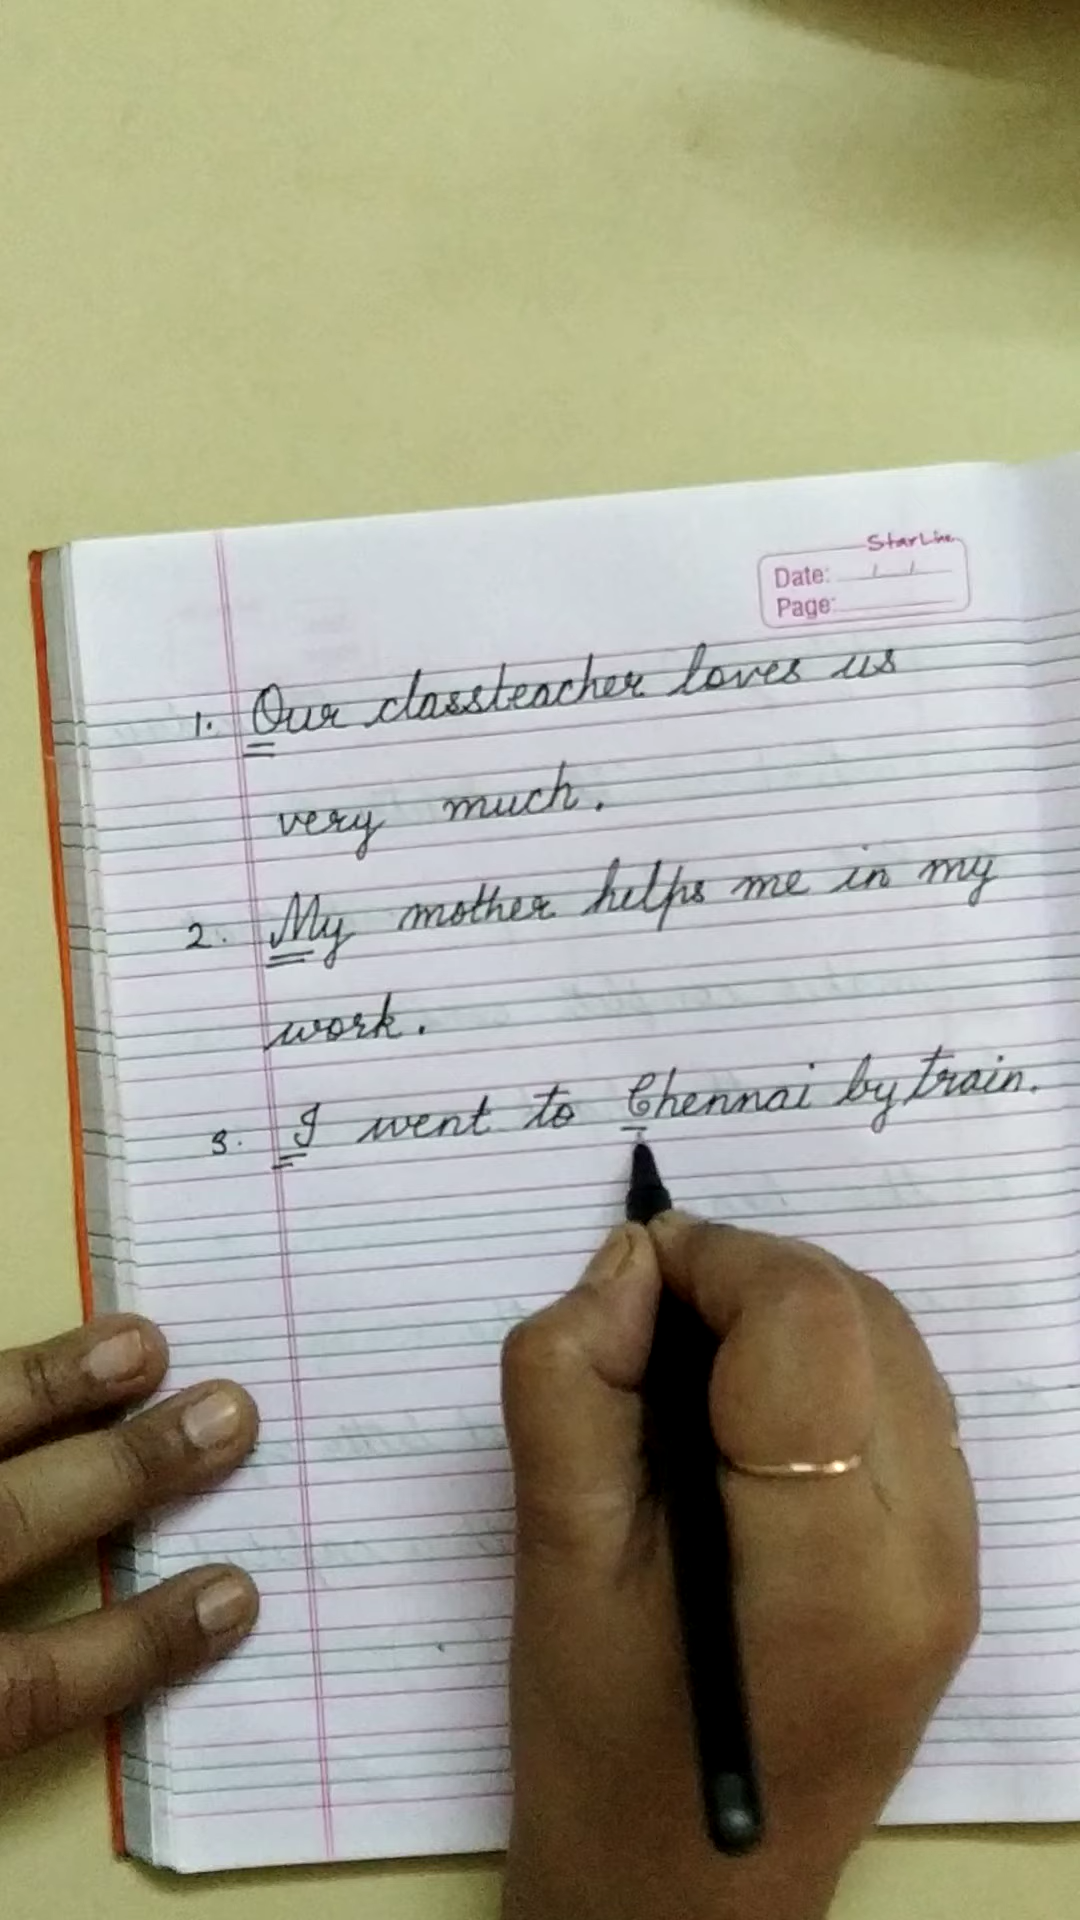 StarLine
Date:
Page:
1. Our classteacher loves us
very much.
2. My mother helps me in my
work.
3. I went to Chennai by train.